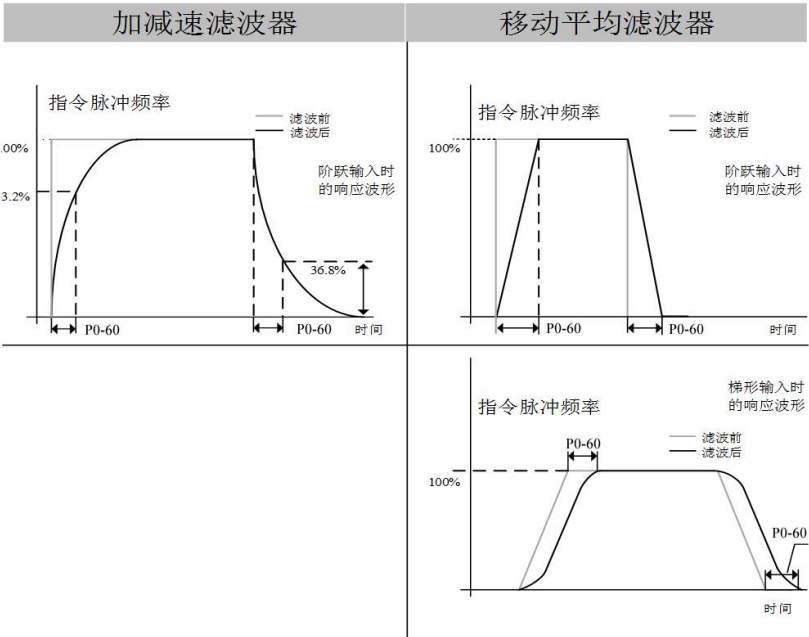 加减速滤波器
移动平均滤波器
指令脉冲频率
滤波前
滤波后
00%
阶跃输入时
的响应波形
3.2%
36.8%
P0-60
P0-60
时间
指令脉冲频率
滤波前
滤波后
100%
阶跃输入时
的响应波形
P0-60
P0-60
时间
梯形输入时
的响应波形
指令脉冲频率
滤波前
滤波后
P0-60
100%
P0-60
时间